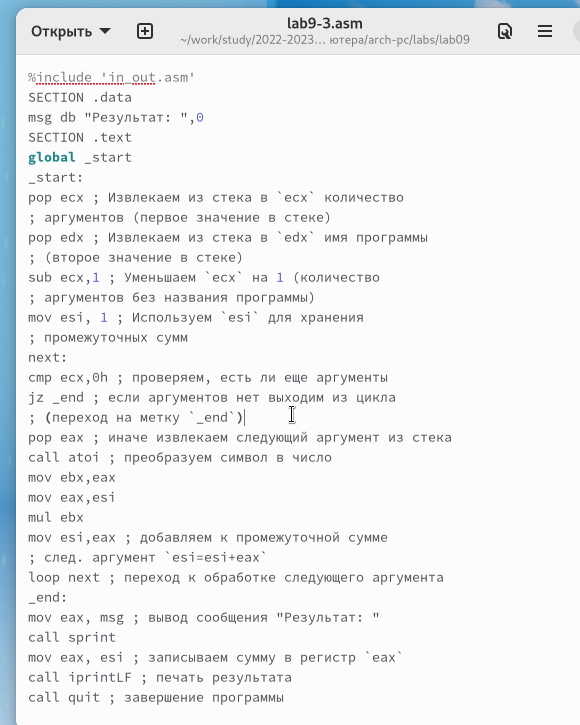 lab9-3.asm
Открыть
~/work/study/2022-2023… ютера/arch-pc/labs/lab09
%include 'in_out.asm'
SECTION .data
msg db "Результат: ",0
SECTION .text
global _start
_start:
pop ecx ; Извлекаем из стека в `ecx` количество
; аргументов (первое значение в стеке)
pop edx ; Извлекаем из стека в `edx` имя программы
; (второе значение в стеке)
sub ecx,1 ; Уменьшаем `ecx` на 1 (количество
; аргументов без названия программы)
mov esi, 1 ; Используем `esi` для хранения
; промежуточных сумм
next:
cmp ecx,0h ; проверяем, есть ли еще аргументы
jz _end ; если аргументов нет выходим из цикла
; (переход на метку `_end`)
pop eax ; иначе извлекаем следующий аргумент из стека
call atoi ; преобразуем символ в число
mov ebx,eax
mov eax,esi
mul ebx
mov esi,eax ; добавляем к промежуточной сумме
; след. аргумент `esi=esi+eax`
loop next ; переход к обработке следующего аргумента
_end:
mov eax, msg ; вывод сообщения "Результат: "
call sprint
mov eax, esi ; записываем сумму в регистр `eax`
call iprintLF ; печать результата
call quit ; завершение программы